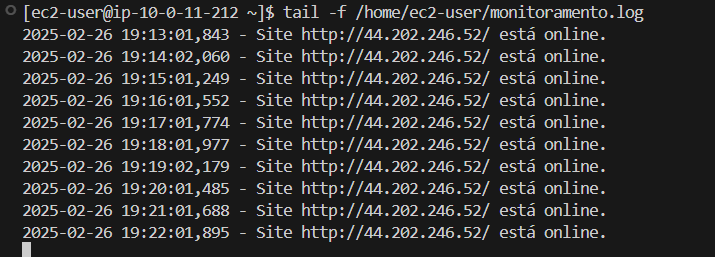 [ec2-user@ip-10-0-11-212 ~]$ tail -f /home/ec2-user/monitoramento.log
2025-02-26 19:13:01,843 - Site http://44.202.246.52/ está online.
2025-02-26 19:14:02,060 - Site http://44.202.246.52/ está online.
2025-02-26 19:15:01,249 - Site http://44.202.246.52/ está online.
2025-02-26 19:16:01,552 - Site http://44.202.246.52/ está online.
2025-02-26 19:17:01,774 - Site http://44.202.246.52/ está online.
2025-02-26 19:18:01,977 - Site http://44.202.246.52/ está online.
2025-02-26 19:19:02,179 - Site http://44.202.246.52/ está online.
2025-02-26 19:20:01,485 - Site http://44.202.246.52/ está online.
2025-02-26 19:21:01,688 - Site http://44.202.246.52/ está online.
2025-02-26 19:22:01,895 - Site http://44.202.246.52/ está online.